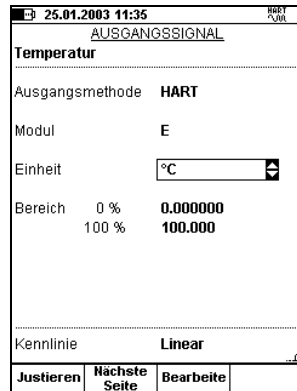 25.01.2003 11:35 HART
AUSGANGSSIGNAL
Temperatur
Ausgangsmethode HART
Modul E
Einheit °C
Bereich 0 % 0.000000
100 % 100.000
Kennlinie Linear
Justieren Nächste Seite Bearbeite